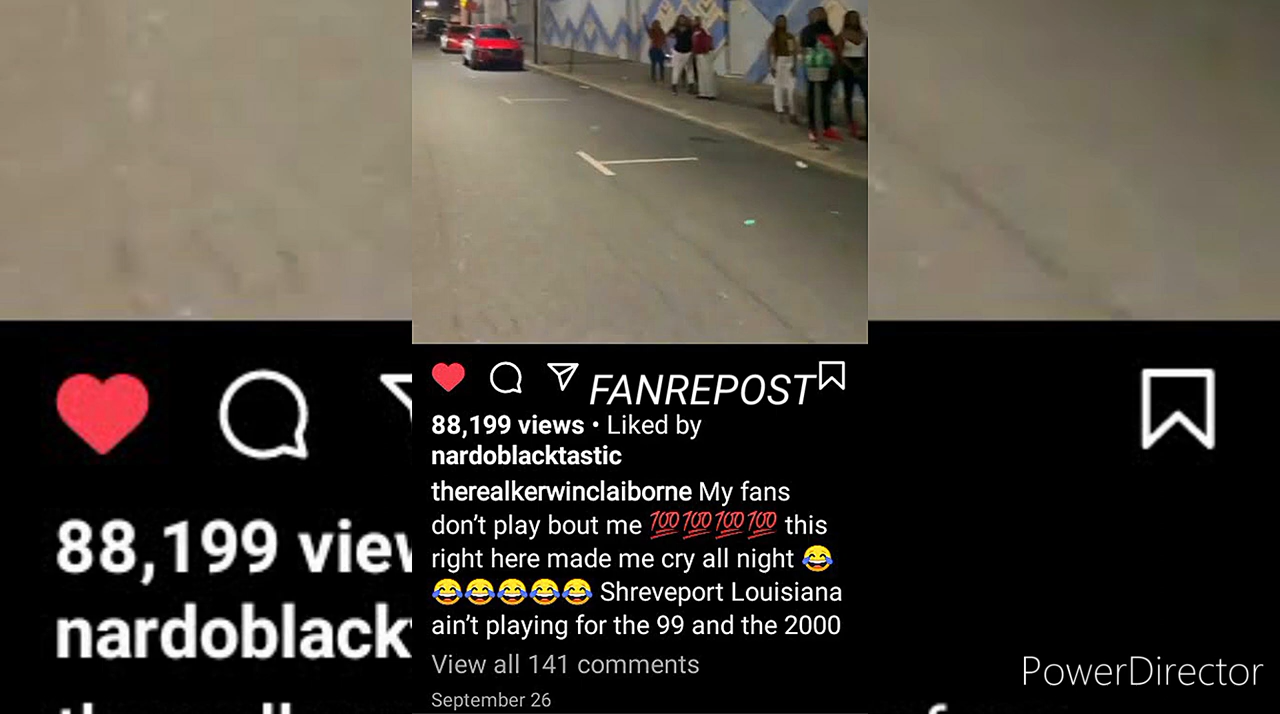 FANREPOST
88,199 views • Liked by
nardoblacktastic
therealkerwinclaiborne My fans
don't play bout me 💯💯💯💯 this
right here made me cry all night 😂
😂😂😂😂😂 Shreveport Louisiana
ain't playing for the 99 and the 2000
View all 141 comments
September 26
88,199 view
nardoblack
PowerDirector